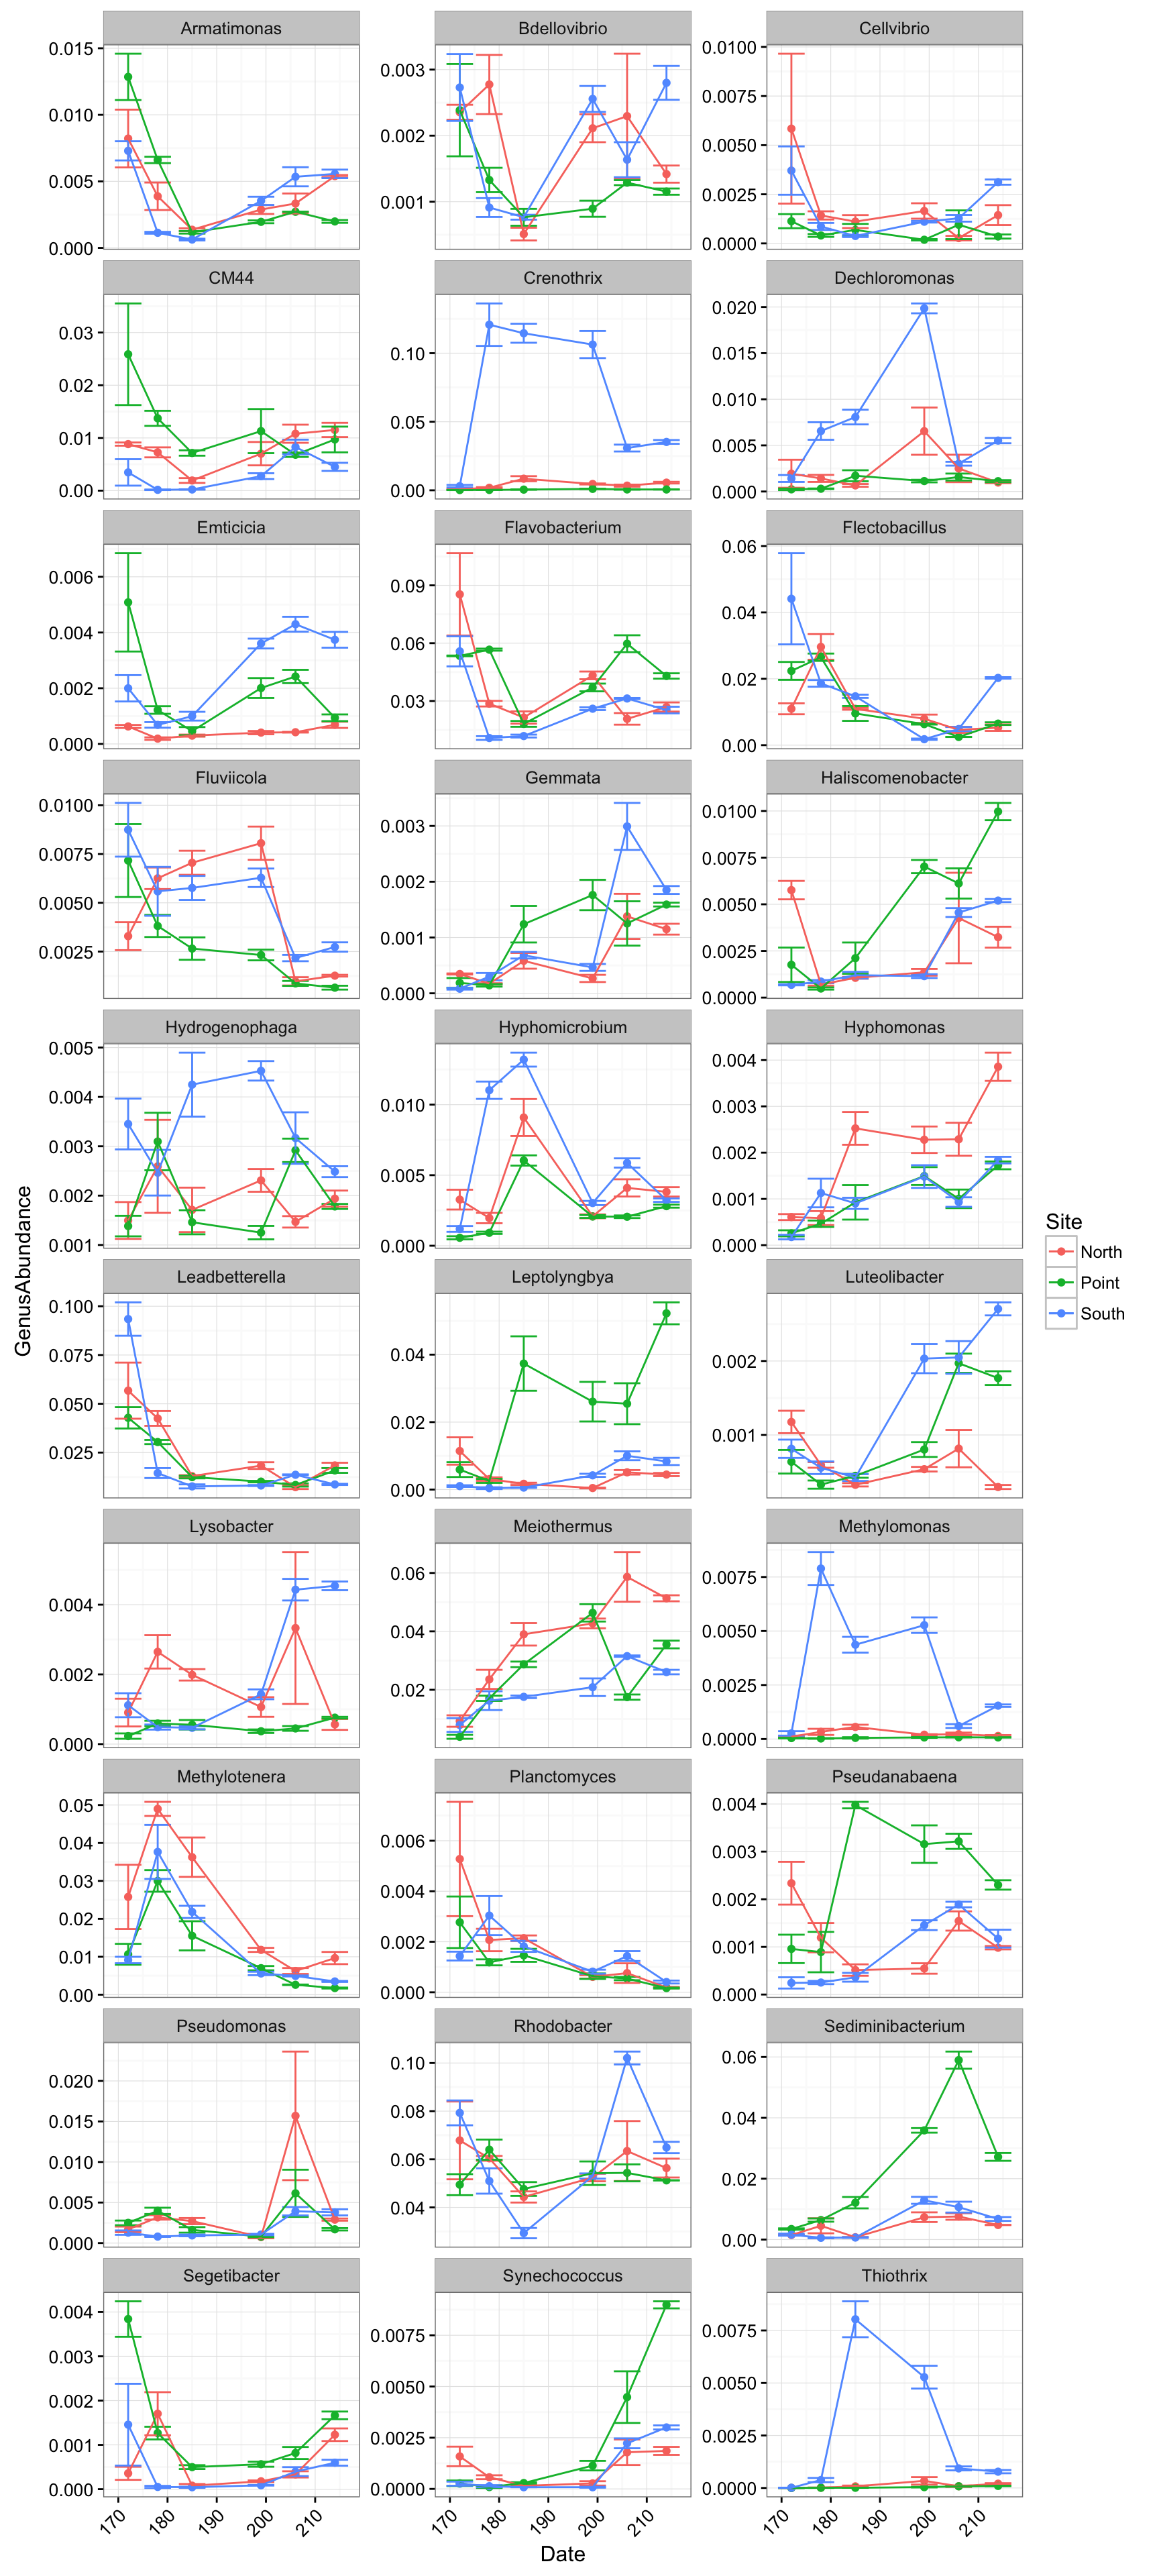 Armatimonas Bdellovibrio Cellvibrio
0.015 0.010 0.005 0.000
0.003 0.002 0.001
0.0100 0.0075 0.0050 0.0025 0.0000
CM44 Crenothrix Dechloromonas
0.03 0.02 0.01 0.00
0.10 0.05 0.00
0.020 0.015 0.010 0.005 0.000
Emticicia Flavobacterium Flectobacillus
0.006 0.004 0.002 0.000
0.09 0.06 0.03
0.06 0.04 0.02 0.00
Fluviicola Gemmata Haliscomenobacter
0.0100 0.0075 0.0050 0.0025
0.003 0.002 0.001 0.000
0.0100 0.0075 0.0050 0.0025 0.0000
Hydrogenophaga Hyphomicrobium Hyphomonas
0.005 0.004 0.003 0.002 0.001
0.010 0.005 0.000
0.004 0.003 0.002 0.001 0.000
GenusAbundance
Site
North
Point
South
Leadbetterella Leptolyngbya Luteolibacter
0.100 0.075 0.050 0.025
0.04 0.02 0.00
0.002 0.001
Lysobacter Meiothermus Methylomonas
0.004 0.002 0.000
0.06 0.04 0.02
0.0075 0.0050 0.0025 0.0000
Methylotenera Planctomyces Pseudanabaena
0.05 0.04 0.03 0.02 0.01 0.00
0.006 0.004 0.002 0.000
0.004 0.003 0.002 0.001 0.000
Pseudomonas Rhodobacter Sediminibacterium
0.020 0.015 0.010 0.005 0.000
0.10 0.08 0.06 0.04
0.06 0.04 0.02 0.00
Segetibacter Synechococcus Thiothrix
0.004 0.003 0.002 0.001 0.000
0.0075 0.0050 0.0025 0.0000
0.0075 0.0050 0.0025 0.0000
170 180 190 200 210 170 180 190 200 210 170 180 190 200 210
Date